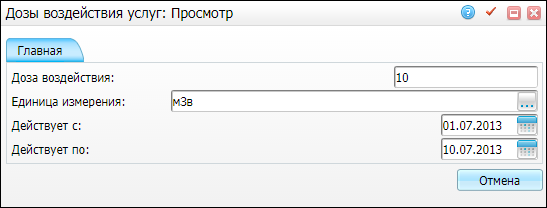 Дозы воздействия услуг: Просмотр
Главная
Доза воздействия: 10
Единица измерения: мЗв ...
Действует с: 01.07.2013
Действует по: 10.07.2013
Отмена